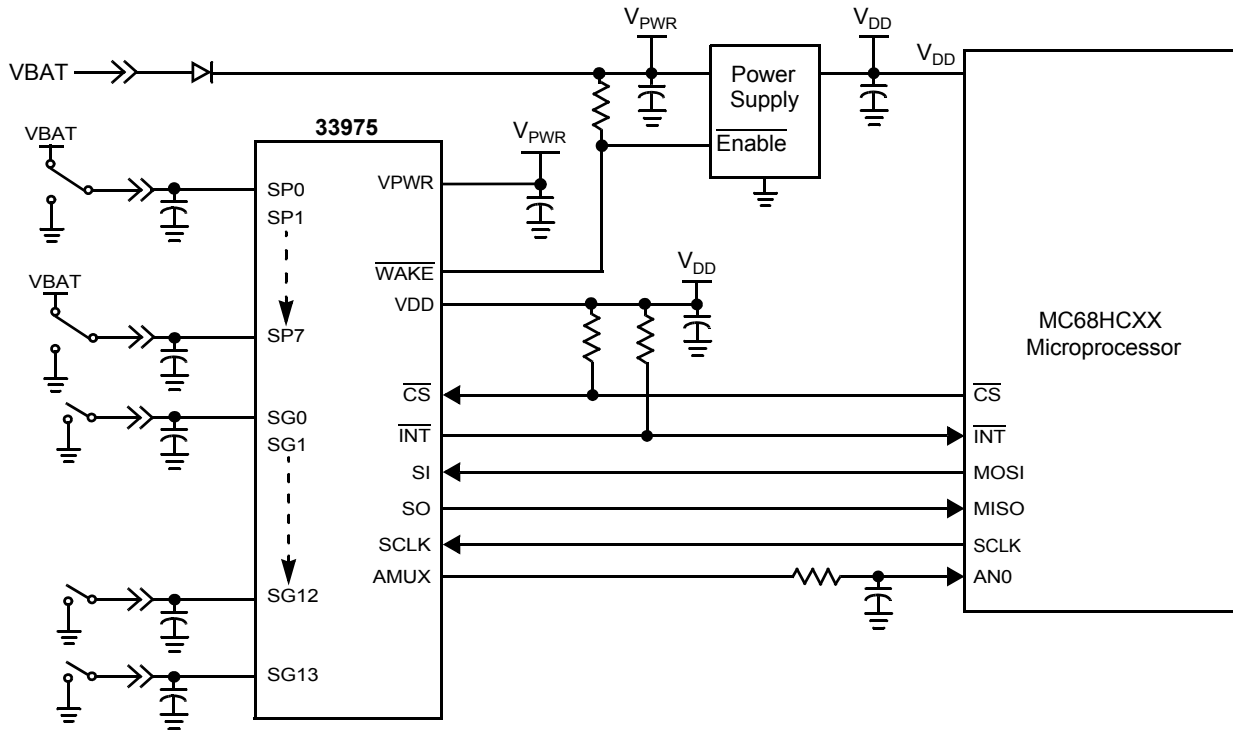 V_PWR
V_DD
V_DD
VBAT
Power
Supply
Enable
33975
VBAT
V_PWR
SP0
VPWR
SP1
WAKE
V_DD
VBAT
VDD
SP7
MC68HCXX
Microprocessor
CS
CS
SG0
INT
INT
SG1
SI
MOSI
SO
MISO
SCLK
SCLK
AMUX
AN0
SG12
SG13